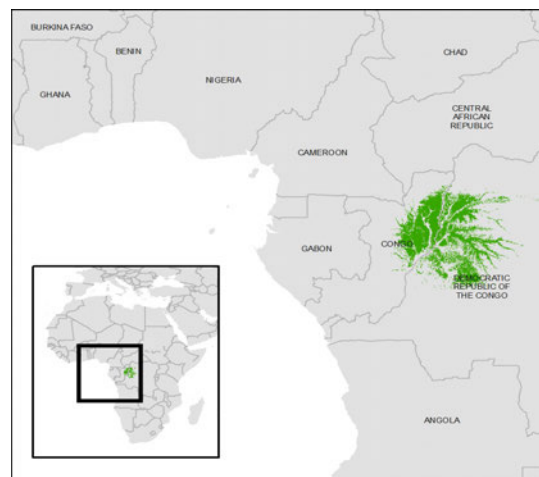 BURKINA FASO
BENIN
GHANA
NIGERIA
CHAD
CENTRAL
AFRICAN
REPUBLIC
CAMEROON
GABON
CONGO
DEMOCRATIC
REPUBLIC OF
THE CONGO
ANGOLA